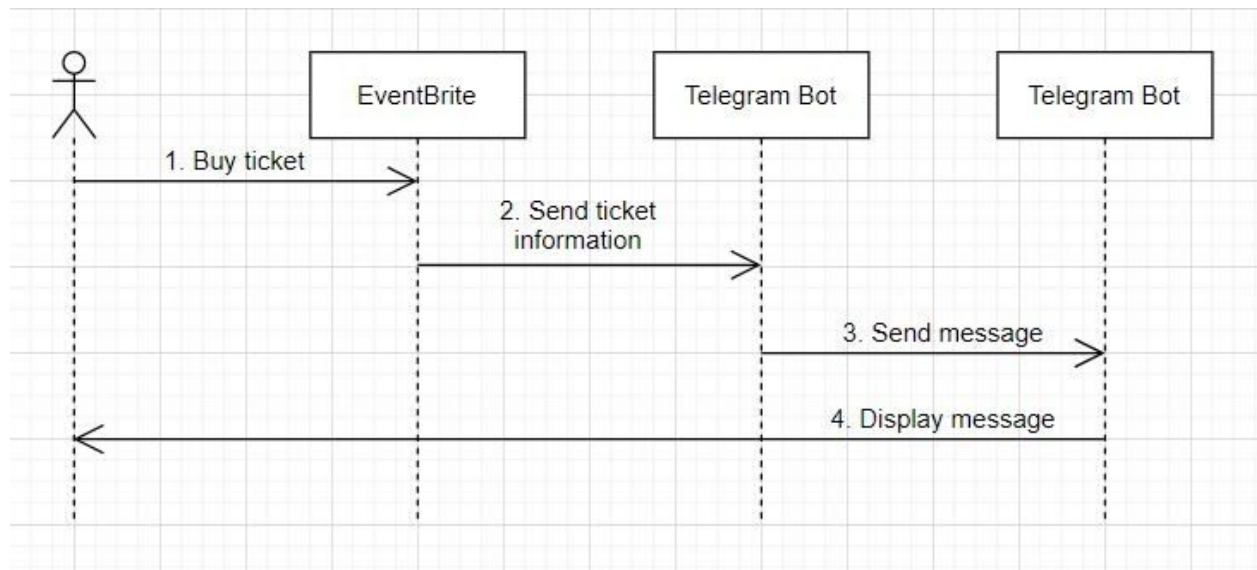 EventBrite
Telegram Bot
Telegram Bot
1. Buy ticket
2. Send ticket
information
3. Send message
4. Display message